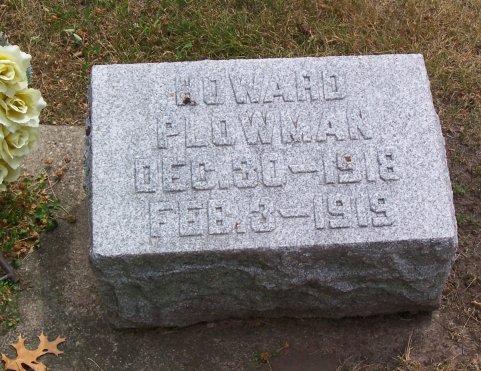 HOWARD
PLOWMAN
DEC. 30-1918
FEB. 3-1919